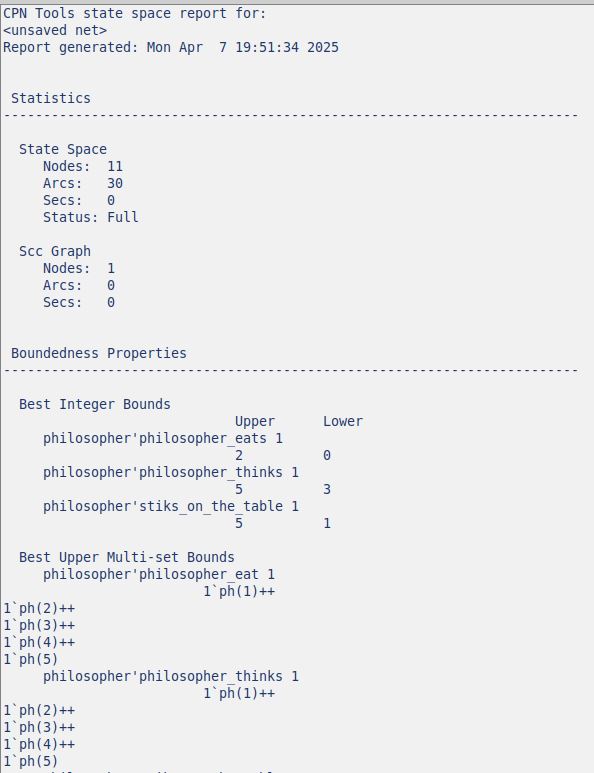 CPN Tools state space report for:
<unsaved net>
Report generated: Mon Apr  7 19:51:34 2025
Statistics
------------------------------------------------------------------------
State Space
Nodes:  11
Arcs:   30
Secs:   0
Status: Full
Scc Graph
Nodes:  1
Arcs:   0
Secs:   0
Boundedness Properties
------------------------------------------------------------------------
Best Integer Bounds
Upper      Lower
philosopher'philosopher_eats 1
2          0
philosopher'philosopher_thinks 1
5          3
philosopher'stiks_on_the_table 1
5          1
Best Upper Multi-set Bounds
philosopher'philosopher_eat 1
1`ph(1)++
1`ph(2)++
1`ph(3)++
1`ph(4)++
1`ph(5)
philosopher'philosopher_thinks 1
1`ph(1)++
1`ph(2)++
1`ph(3)++
1`ph(4)++
1`ph(5)